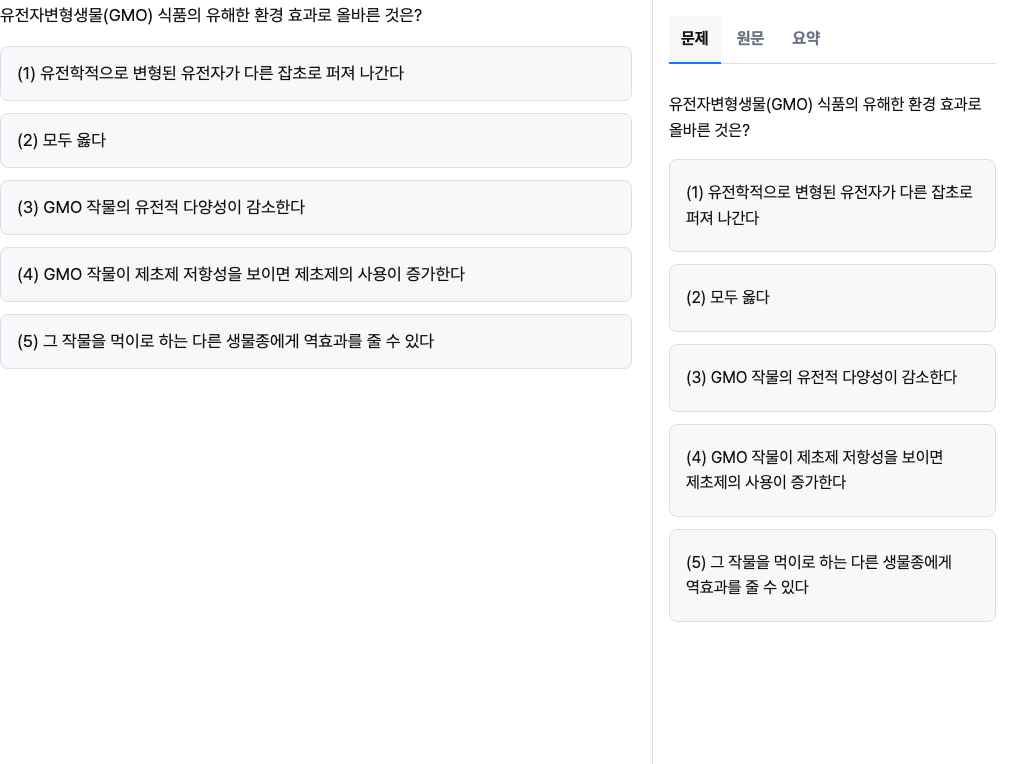 유전자변형생물(GMO) 식품의 유해한 환경 효과로 올바른 것은?
(1) 유전학적으로 변형된 유전자가 다른 잡초로 퍼져 나간다
(2) 모두 옳다
(3) GMO 작물의 유전적 다양성이 감소한다
(4) GMO 작물이 제초제 저항성을 보이면 제초제의 사용이 증가한다
(5) 그 작물을 먹이로 하는 다른 생물종에게 역효과를 줄 수 있다
문제 원문 요약
유전자변형생물(GMO) 식품의 유해한 환경 효과로
올바른 것은?
(1) 유전학적으로 변형된 유전자가 다른 잡초로
퍼져 나간다
(2) 모두 옳다
(3) GMO 작물의 유전적 다양성이 감소한다
(4) GMO 작물이 제초제 저항성을 보이면
제초제의 사용이 증가한다
(5) 그 작물을 먹이로 하는 다른 생물종에게
역효과를 줄 수 있다